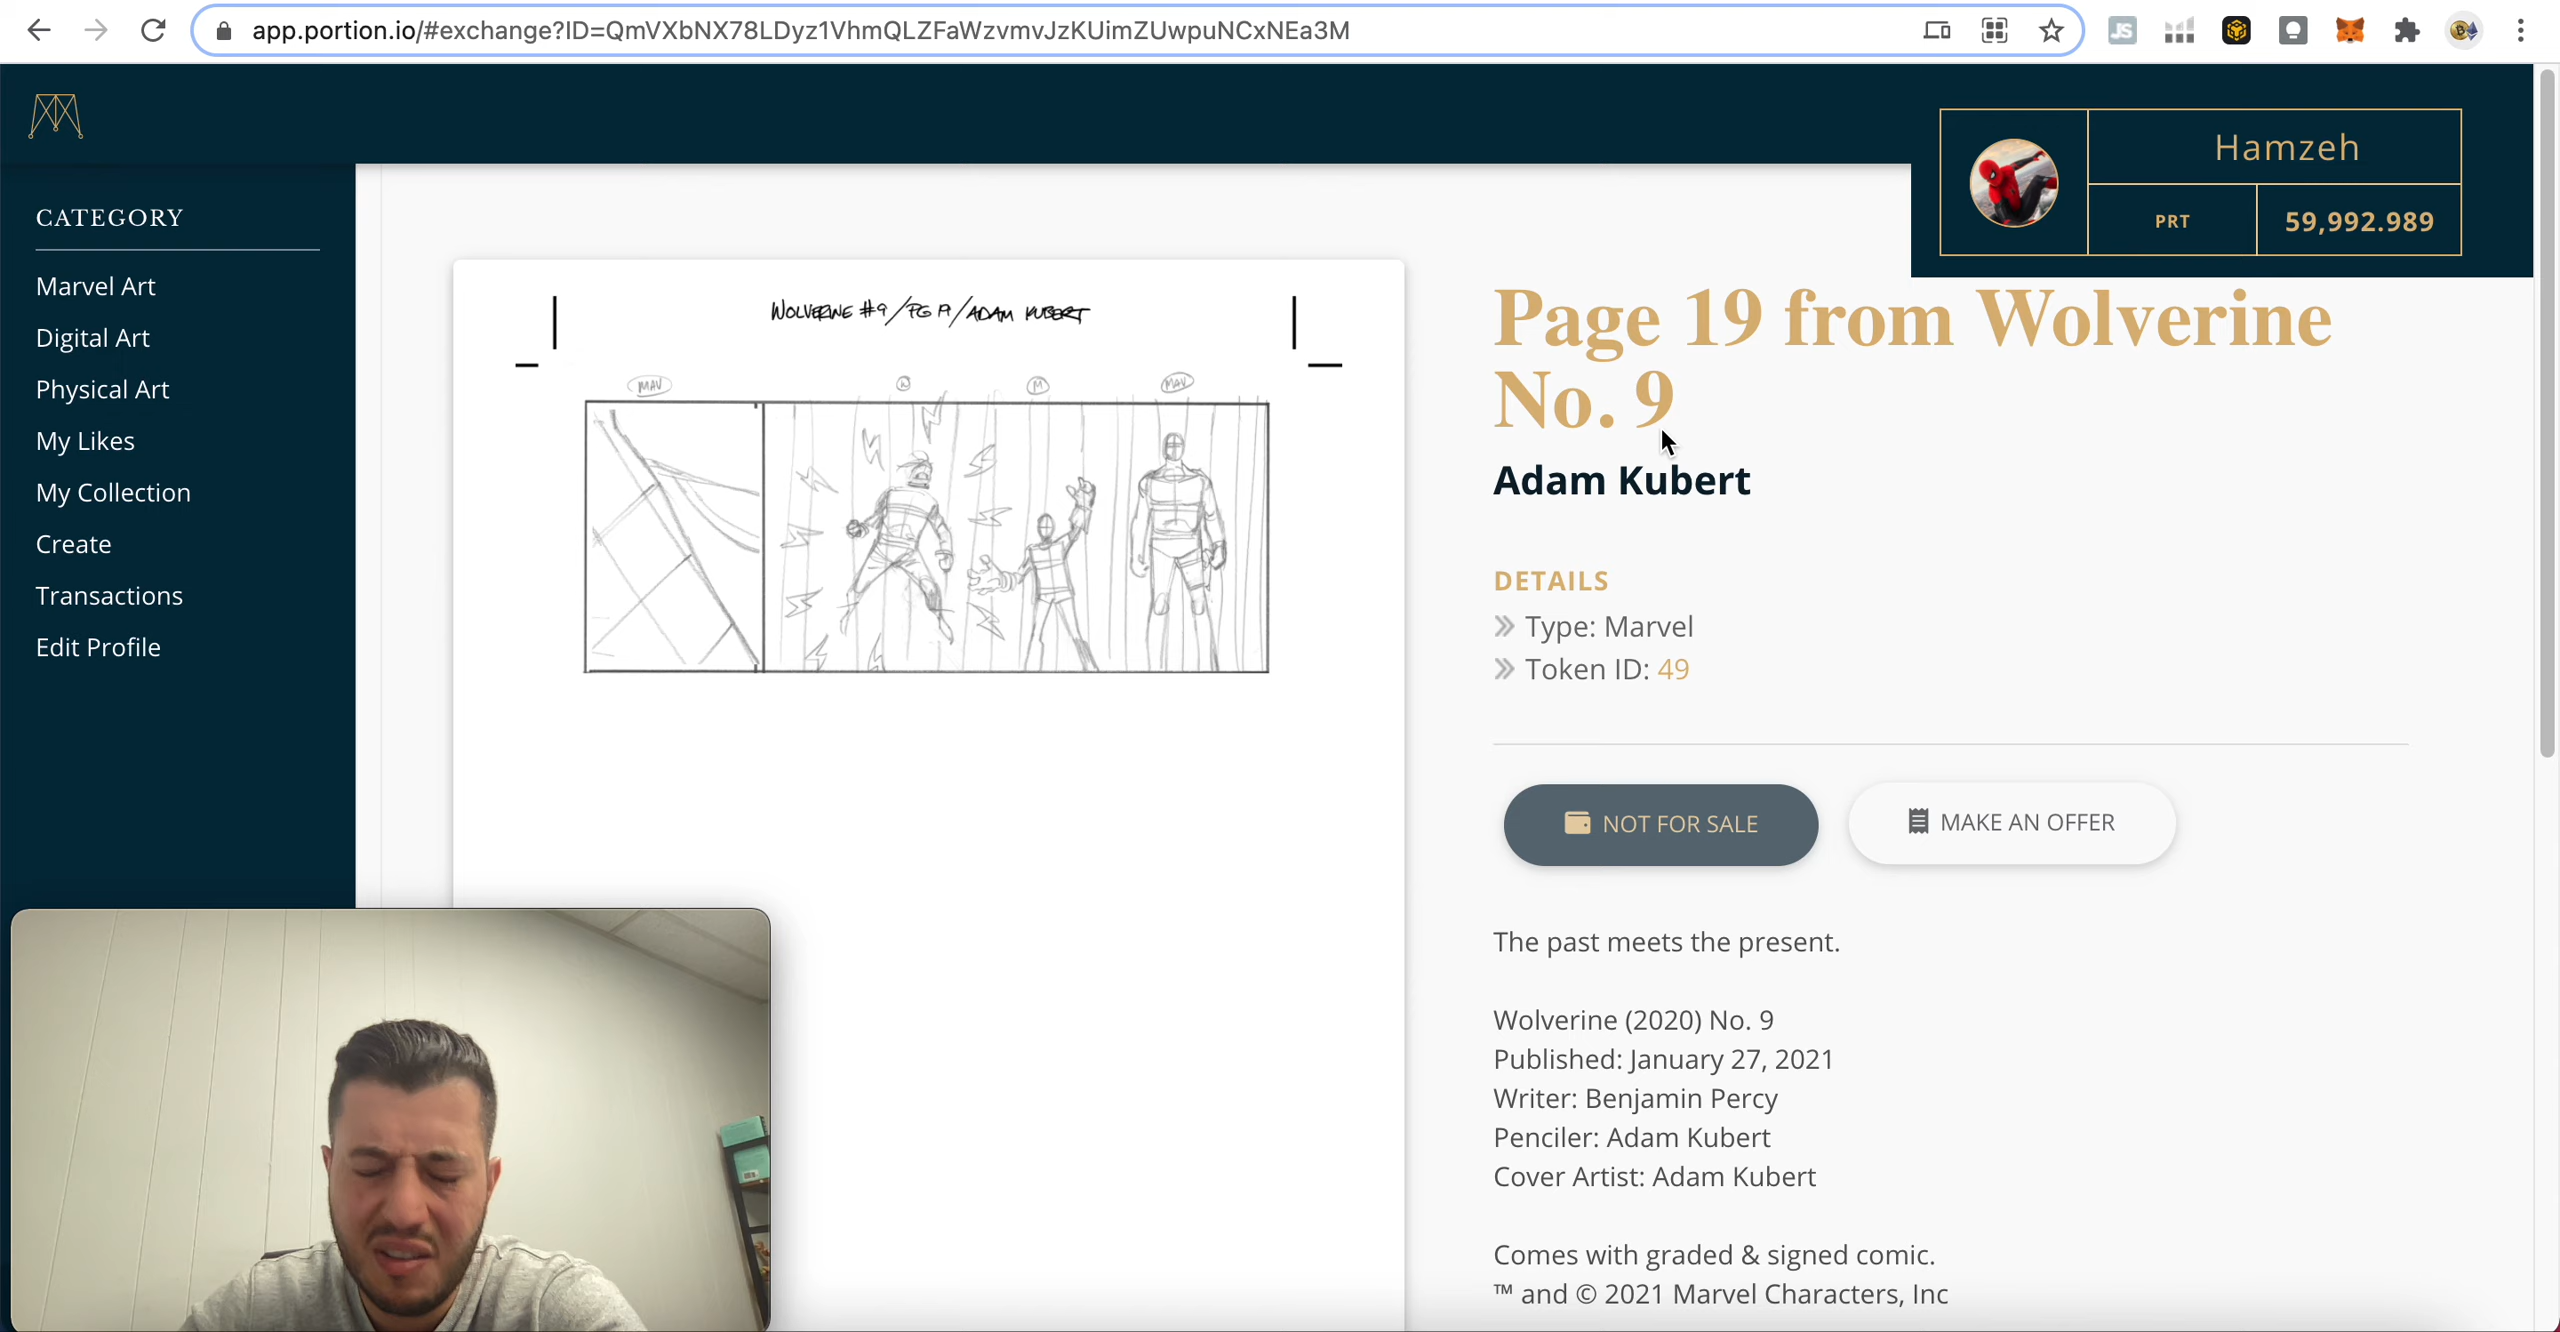 app.portion.io/#exchange?ID=QmVXbNX78LDyz1VhmQLZFaWzvmvJzKUimZUwpuNCxNEa3M
JS
Hamzeh
PRT
59,992.989
CATEGORY
Marvel Art
Digital Art
Physical Art
My Likes
My Collection
Create
Transactions
Edit Profile
WOLVERINE #9/PG 19/ADAM KUBERT
MAV
W
M
MAV
Page 19 from Wolverine
No. 9
Adam Kubert
DETAILS
Type: Marvel
Token ID: 49
NOT FOR SALE
MAKE AN OFFER
The past meets the present.
Wolverine (2020) No. 9
Published: January 27, 2021
Writer: Benjamin Percy
Penciler: Adam Kubert
Cover Artist: Adam Kubert
Comes with graded & signed comic.
™ and © 2021 Marvel Characters, Inc